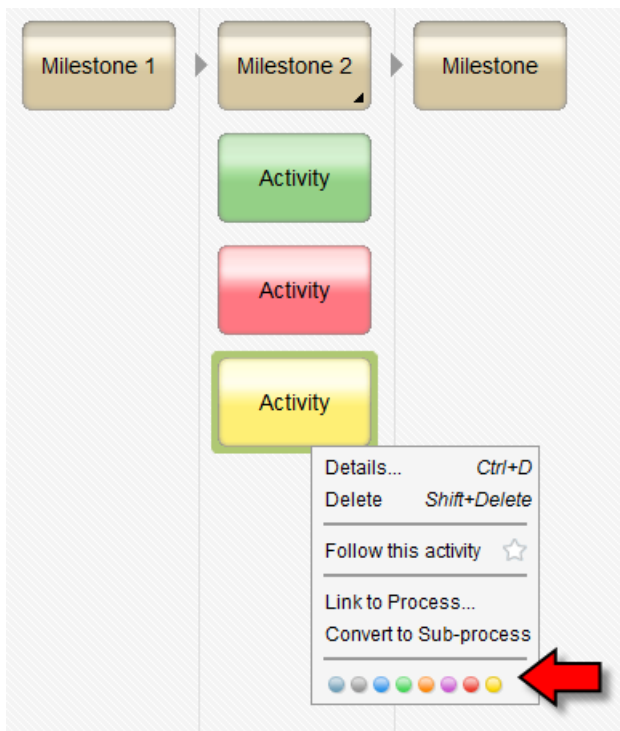 Milestone 1
Milestone 2
Milestone
Activity
Activity
Activity
Details... Ctrl+D
Delete Shift+Delete
Follow this activity
Link to Process...
Convert to Sub-process